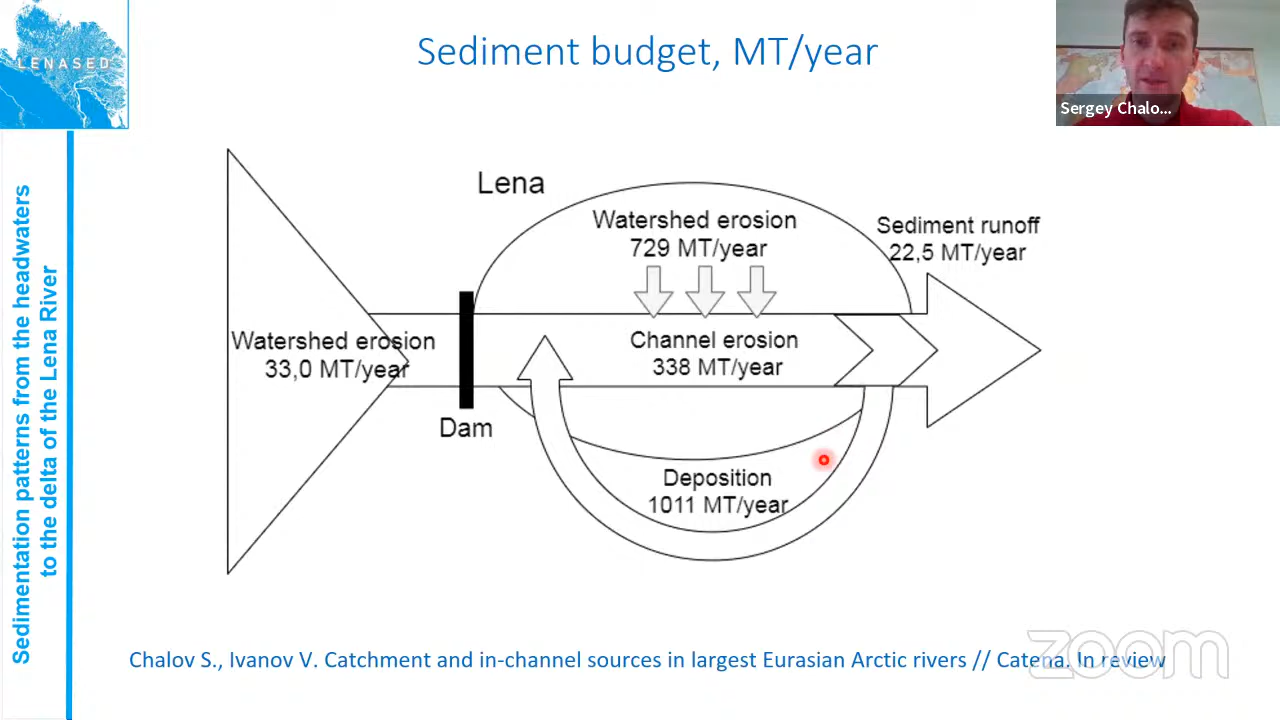 LENASED
Sediment budget, MT/year
Sergey Chalo...
Sedimentation patterns from the headwaters
to the delta of the Lena River
Lena
Watershed erosion
729 MT/year
Sediment runoff
22,5 MT/year
Watershed erosion
33,0 MT/year
Channel erosion
338 MT/year
Dam
Deposition
1011 MT/year
Chalov S., Ivanov V. Catchment and in-channel sources in largest Eurasian Arctic rivers // Catena. In review
zoom